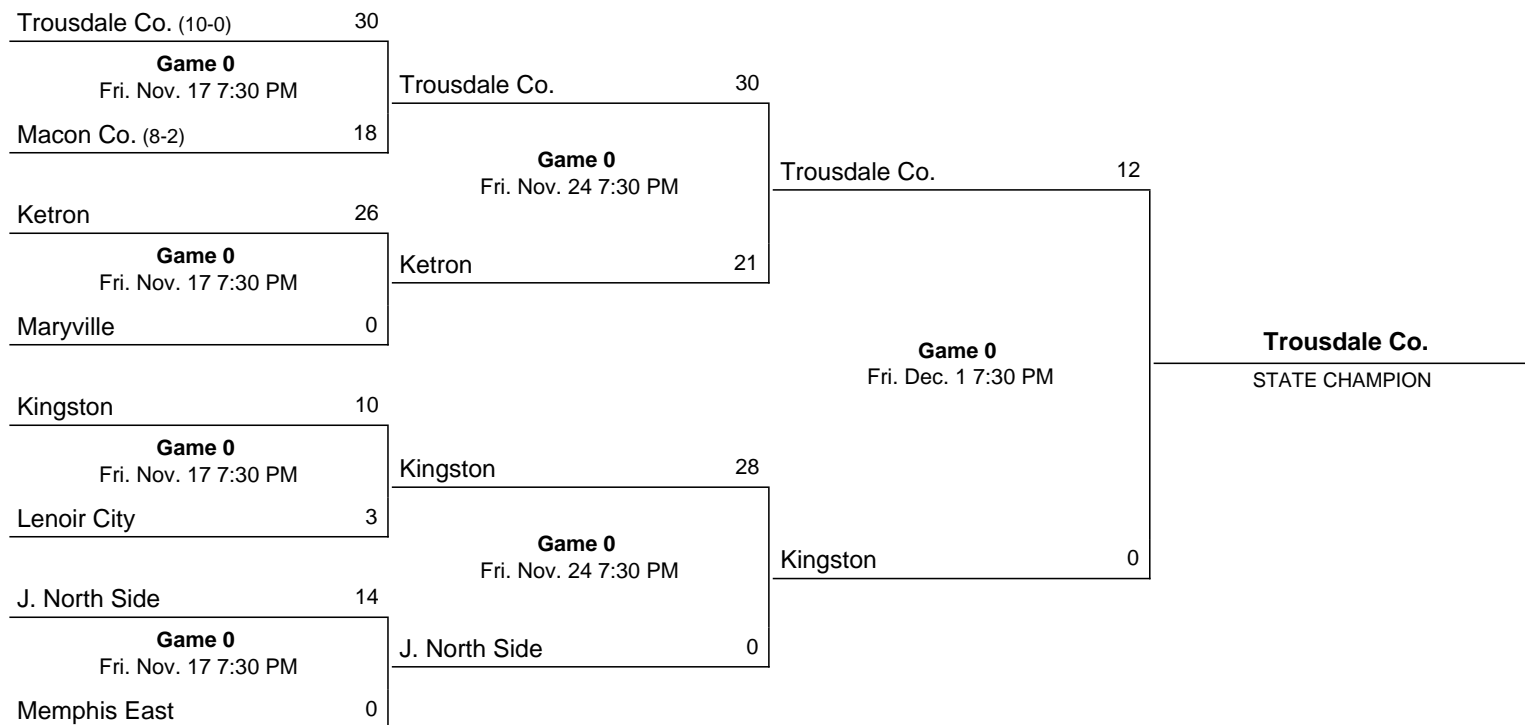 Trousdale Co. (10-0) 30
Game 0
Fri. Nov. 17 7:30 PM
Macon Co. (8-2) 18
Ketron 26
Game 0
Fri. Nov. 17 7:30 PM
Maryville 0
Kingston 10
Game 0
Fri. Nov. 17 7:30 PM
Lenoir City 3
J. North Side 14
Game 0
Fri. Nov. 17 7:30 PM
Memphis East 0
Trousdale Co. 30
Game 0
Fri. Nov. 24 7:30 PM
Ketron 21
Kingston 28
Game 0
Fri. Nov. 24 7:30 PM
J. North Side 0
Trousdale Co. 12
Game 0
Fri. Dec. 1 7:30 PM
Kingston 0
Trousdale Co.
STATE CHAMPION